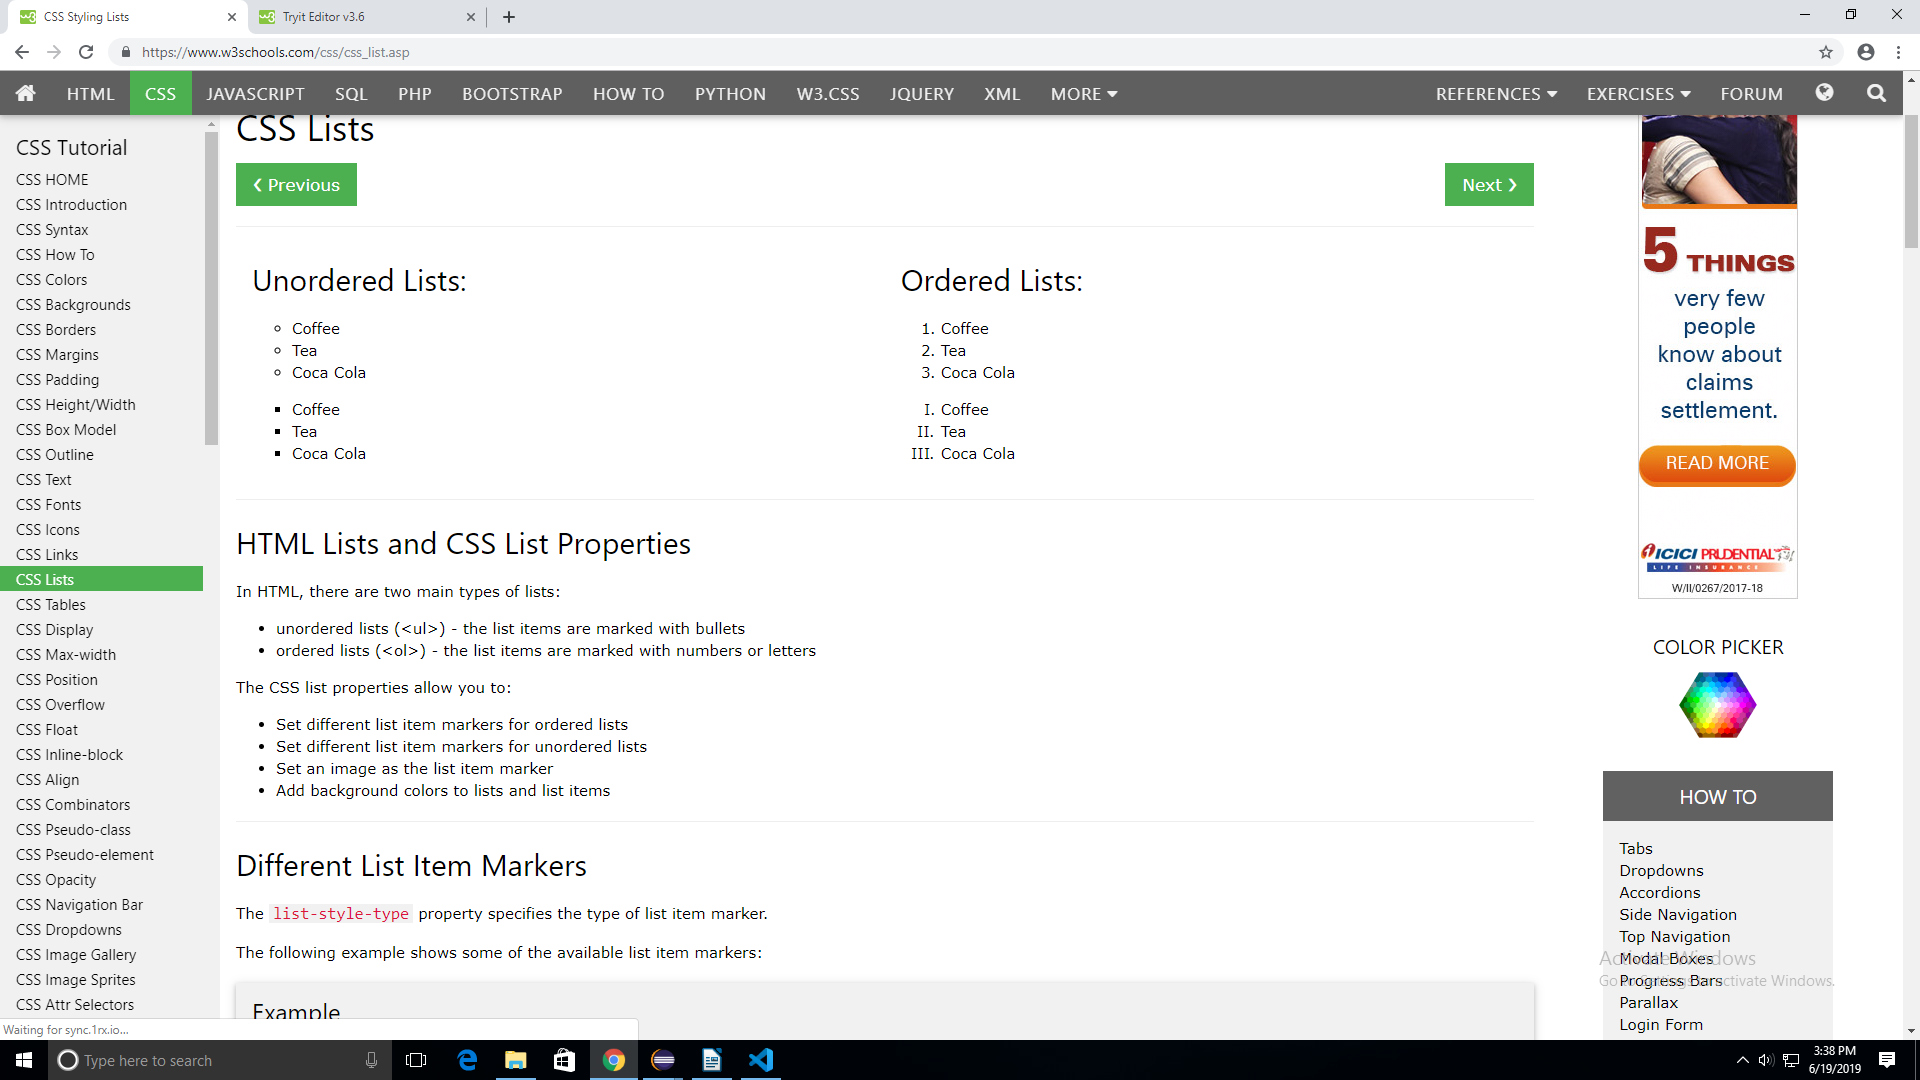 CSS Styling Lists
Tryit Editor v3.6
https://www.w3schools.com/css/css_list.asp
HTML CSS JAVASCRIPT SQL PHP BOOTSTRAP HOW TO PYTHON W3.CSS JQUERY XML MORE REFERENCES EXERCISES FORUM
CSS Tutorial
CSS HOME
CSS Introduction
CSS Syntax
CSS How To
CSS Colors
CSS Backgrounds
CSS Borders
CSS Margins
CSS Padding
CSS Height/Width
CSS Box Model
CSS Outline
CSS Text
CSS Fonts
CSS Icons
CSS Links
CSS Lists
CSS Tables
CSS Display
CSS Max-width
CSS Position
CSS Overflow
CSS Float
CSS Inline-block
CSS Align
CSS Combinators
CSS Pseudo-class
CSS Pseudo-element
CSS Opacity
CSS Navigation Bar
CSS Dropdowns
CSS Image Gallery
CSS Image Sprites
CSS Attr Selectors
CSS Lists
❮ Previous
Next ❯
Unordered Lists:
Coffee
Tea
Coca Cola
Coffee
Tea
Coca Cola
Ordered Lists:
1. Coffee
2. Tea
3. Coca Cola
I. Coffee
II. Tea
III. Coca Cola
HTML Lists and CSS List Properties
In HTML, there are two main types of lists:
• unordered lists (<ul>) - the list items are marked with bullets
• ordered lists (<ol>) - the list items are marked with numbers or letters
The CSS list properties allow you to:
• Set different list item markers for ordered lists
• Set different list item markers for unordered lists
• Set an image as the list item marker
• Add background colors to lists and list items
Different List Item Markers
The list-style-type property specifies the type of list item marker.
The following example shows some of the available list item markers:
Example
5 THINGS
very few
people
know about
claims
settlement.
READ MORE
ICICI PRUDENTIAL
LIFE INSURANCE
W/II/0267/2017-18
COLOR PICKER
HOW TO
Tabs
Dropdowns
Accordions
Side Navigation
Top Navigation
Modal Boxes
Progress Bars
Parallax
Login Form
Activate Windows
Go to Settings to activate Windows.
Waiting for sync.1rx.io...
Type here to search
3:38 PM
6/19/2019